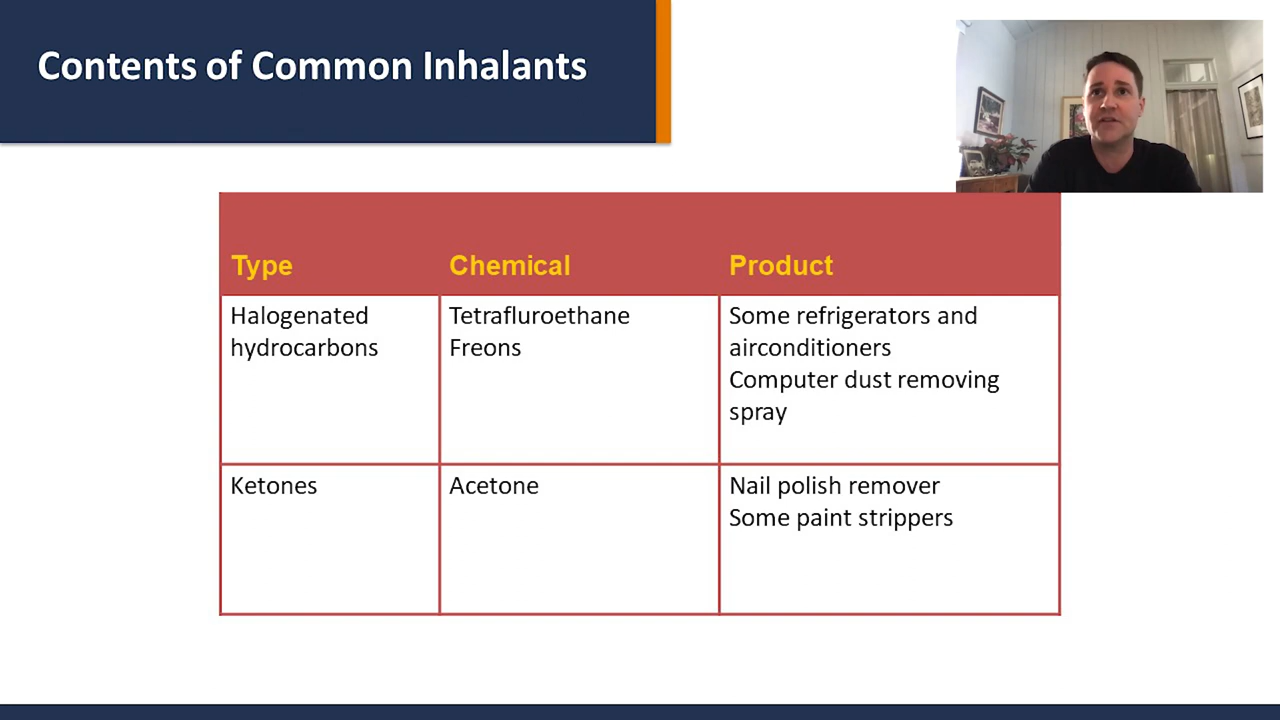 Contents of Common Inhalants
Type Chemical Product
Halogenated hydrocarbons
Tetrafluroethane
Freons
Some refrigerators and
airconditioners
Computer dust removing
spray
Ketones
Acetone
Nail polish remover
Some paint strippers